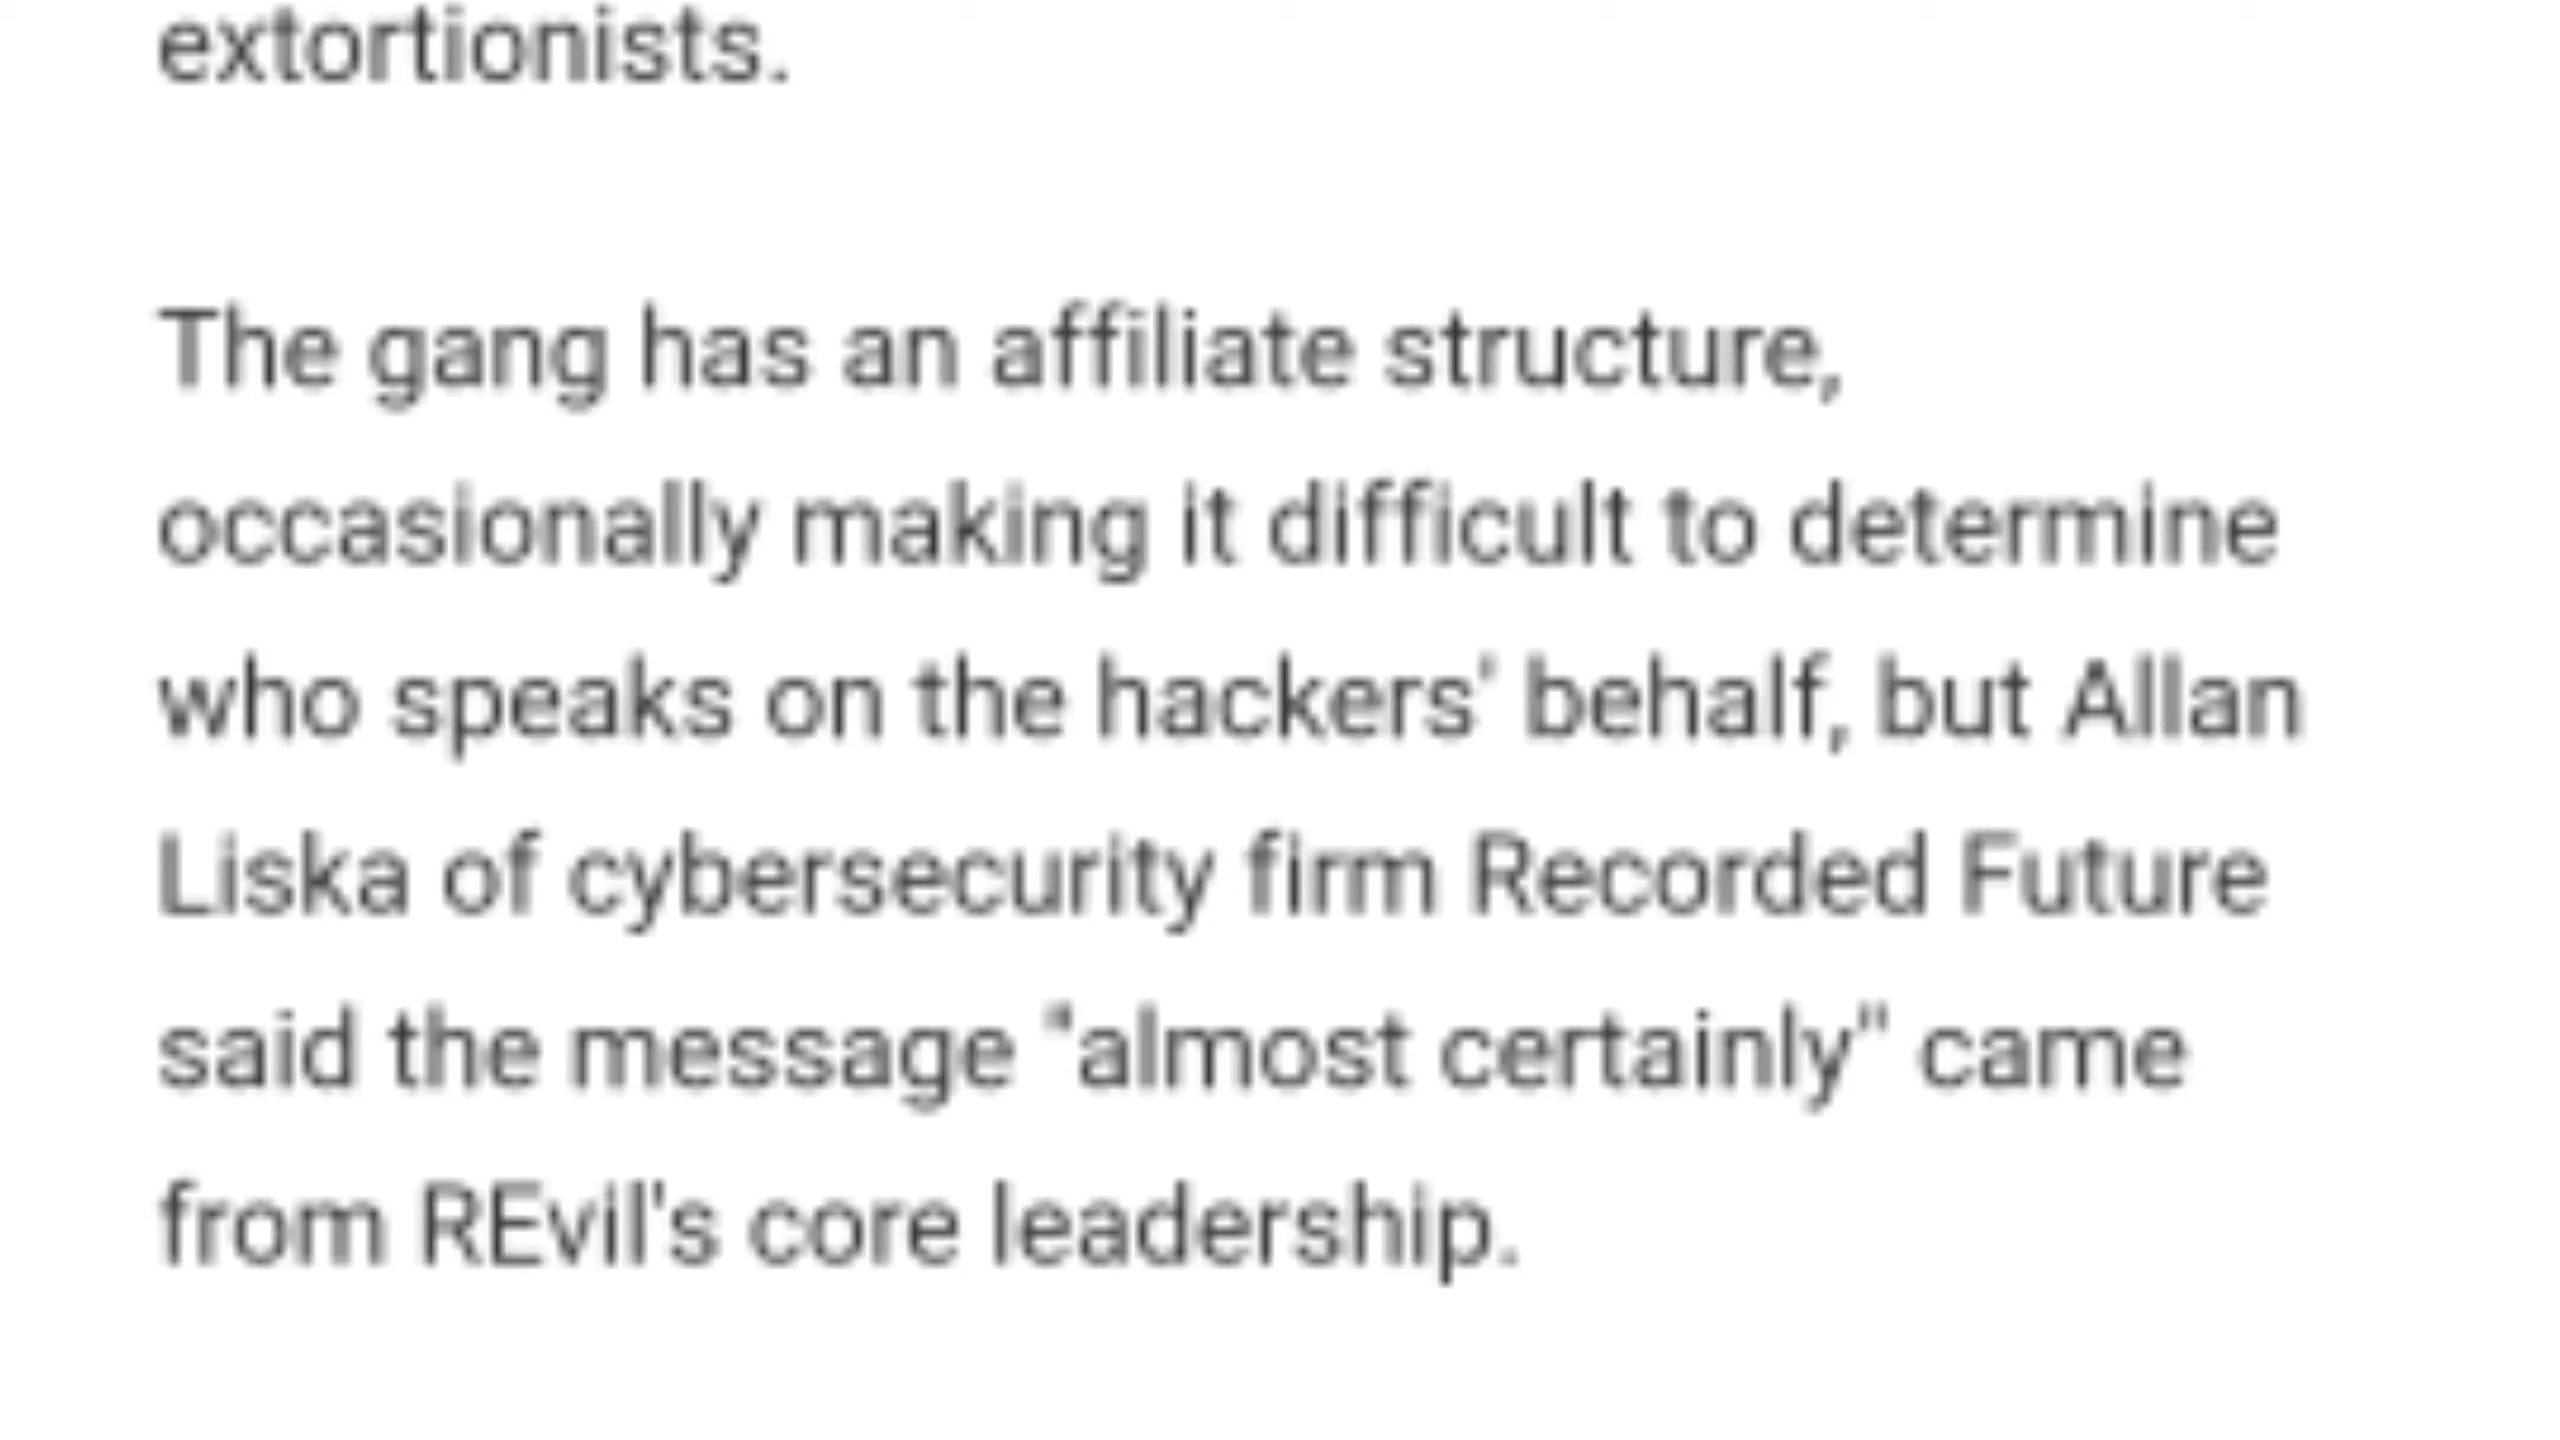 extortionists.
The gang has an affiliate structure,
occasionally making it difficult to determine
who speaks on the hackers' behalf, but Allan
Liska of cybersecurity firm Recorded Future
said the message "almost certainly" came
from REvil's core leadership.